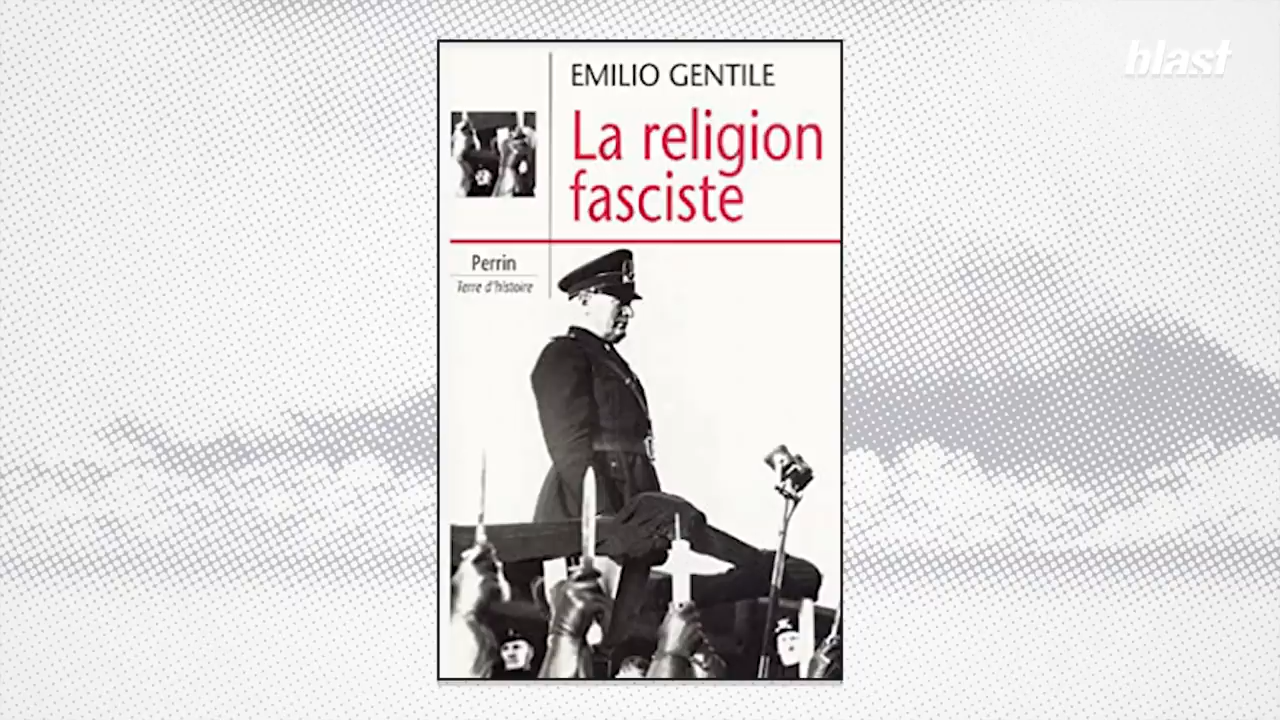 blast
EMILIO GENTILE
La religion
fasciste
Perrin
Terre d'histoire